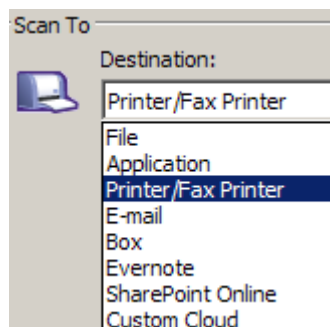 Scan To
Destination:
Printer/Fax Printer
File
Application
Printer/Fax Printer
E-mail
Box
Evernote
SharePoint Online
Custom Cloud